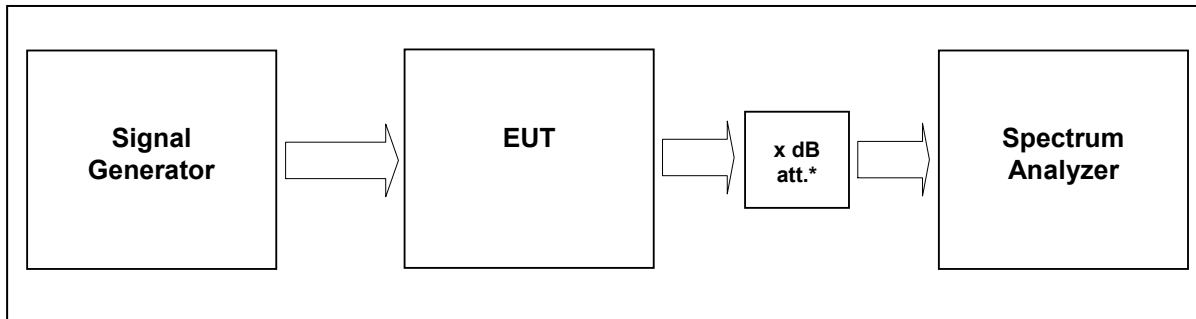 Signal
Generator
EUT
x dB
att.*
Spectrum
Analyzer